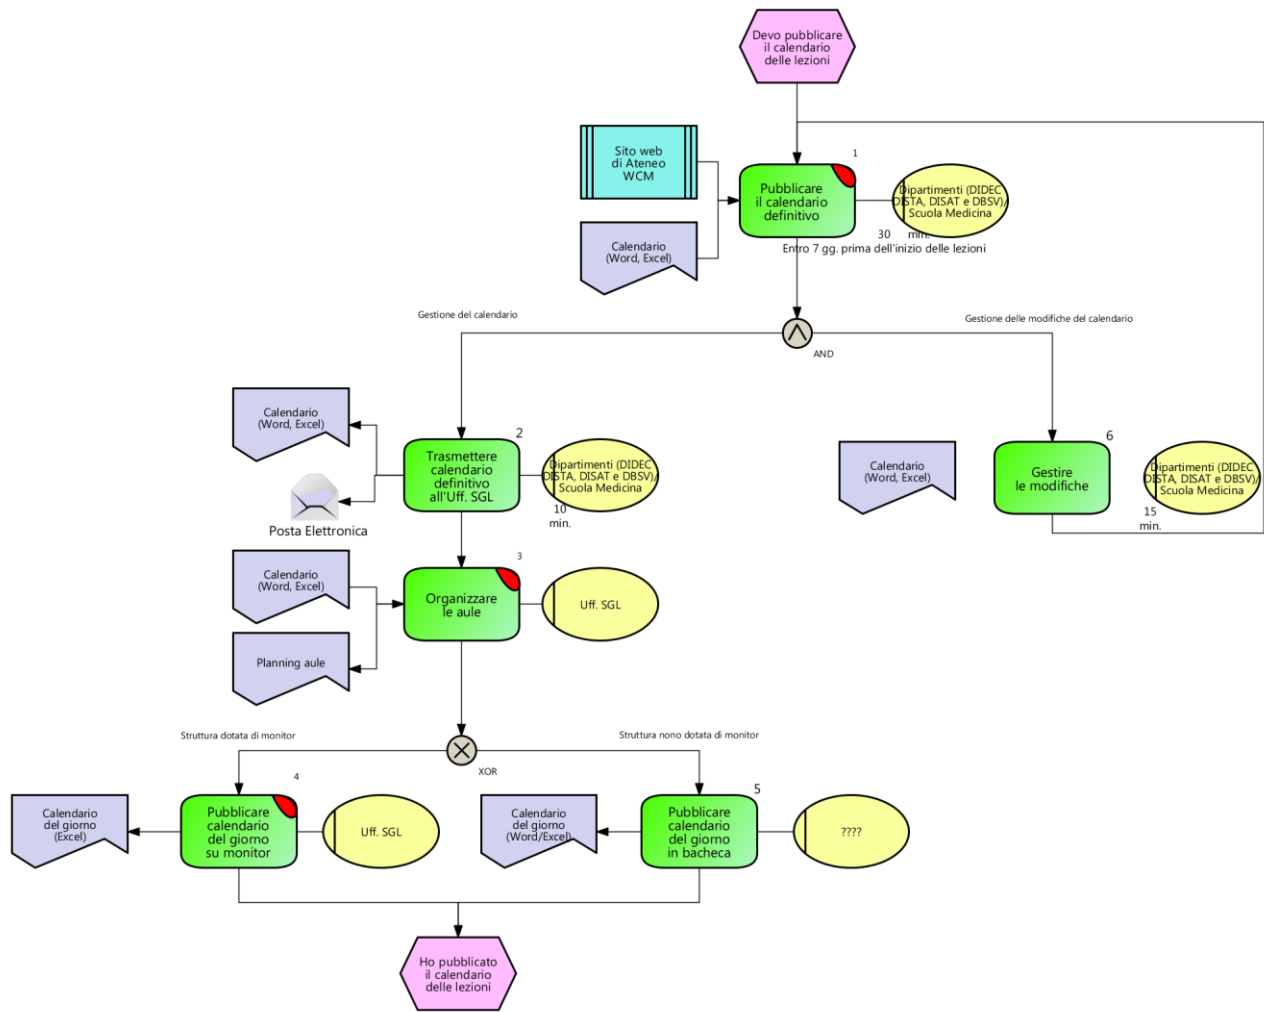 Devo pubblicare
il calendario
delle lezioni
Sito web
di Ateneo
WCM
1
Pubblicare
il calendario
definitivo
Dipartimenti (DIDEC
DISTA, DISAT e DBSV)/
Scuola Medicina
Calendario
(Word, Excel)
30 min.
Entro 7 gg. prima dell'inizio delle lezioni
Gestione del calendario
Gestione delle modifiche del calendario
AND
Calendario
(Word, Excel)
Posta Elettronica
2
Trasmettere
calendario
definitivo
all'Uff. SGL
Dipartimenti (DIDEC
DISTA, DISAT e DBSV)/
Scuola Medicina
10
min.
Calendario
(Word, Excel)
6
Gestire
le modifiche
Dipartimenti (DIDEC
DISTA, DISAT e DBSV)/
Scuola Medicina
15
min.
Calendario
(Word, Excel)
Planning aule
3
Organizzare
le aule
Uff. SGL
Struttura dotata di monitor
Struttura nono dotata di monitor
XOR
Calendario
del giorno
(Excel)
4
Pubblicare
calendario
del giorno
su monitor
Uff. SGL
Calendario
del giorno
(Word/Excel)
5
Pubblicare
calendario
del giorno
in bacheca
????
Ho pubblicato
il calendario
delle lezioni